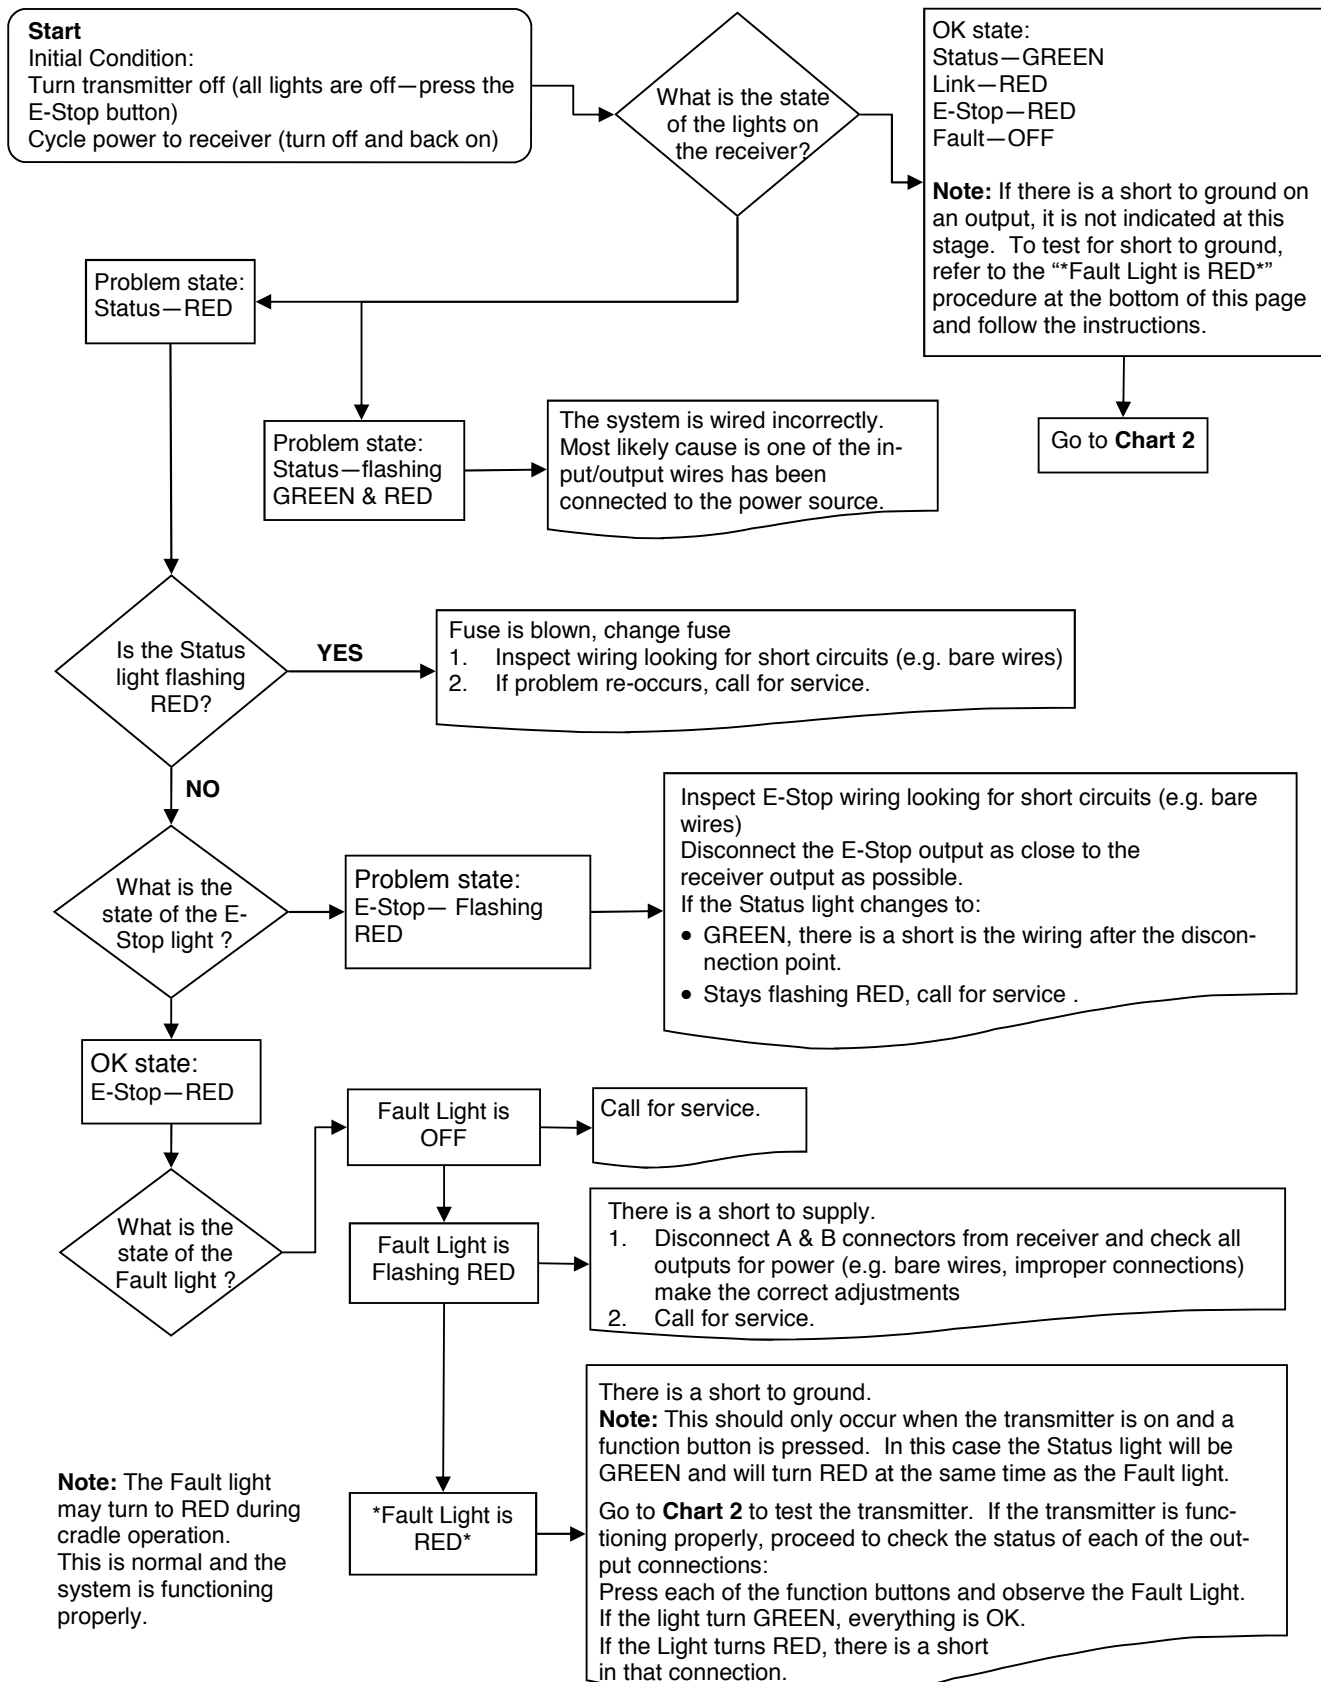 Start
Initial Condition:
Turn transmitter off (all lights are off—press the
E-Stop button)
Cycle power to receiver (turn off and back on)
What is the state
of the lights on
the receiver?
OK state:
Status—GREEN
Link—RED
E-Stop—RED
Fault—OFF
Note: If there is a short to ground on
an output, it is not indicated at this
stage. To test for short to ground,
refer to the “*Fault Light is RED*”
procedure at the bottom of this page
and follow the instructions.
Go to Chart 2
Problem state:
Status—RED
Problem state:
Status—flashing
GREEN & RED
The system is wired incorrectly.
Most likely cause is one of the in-
put/output wires has been
connected to the power source.
Is the Status
light flashing
RED?
YES
Fuse is blown, change fuse
1. Inspect wiring looking for short circuits (e.g. bare wires)
2. If problem re-occurs, call for service.
NO
What is the
state of the E-
Stop light ?
Problem state:
E-Stop— Flashing
RED
Inspect E-Stop wiring looking for short circuits (e.g. bare
wires)
Disconnect the E-Stop output as close to the
receiver output as possible.
If the Status light changes to:
• GREEN, there is a short is the wiring after the discon-
nection point.
• Stays flashing RED, call for service .
OK state:
E-Stop—RED
What is the
state of the
Fault light ?
Fault Light is
OFF
Call for service.
Fault Light is
Flashing RED
There is a short to supply.
1. Disconnect A & B connectors from receiver and check all
outputs for power (e.g. bare wires, improper connections)
make the correct adjustments
2. Call for service.
*Fault Light is
RED*
There is a short to ground.
Note: This should only occur when the transmitter is on and a
function button is pressed. In this case the Status light will be
GREEN and will turn RED at the same time as the Fault light.
Go to Chart 2 to test the transmitter. If the transmitter is func-
tioning properly, proceed to check the status of each of the out-
put connections:
Press each of the function buttons and observe the Fault Light.
If the light turn GREEN, everything is OK.
If the Light turns RED, there is a short
in that connection.
Note: The Fault light
may turn to RED during
cradle operation.
This is normal and the
system is functioning
properly.